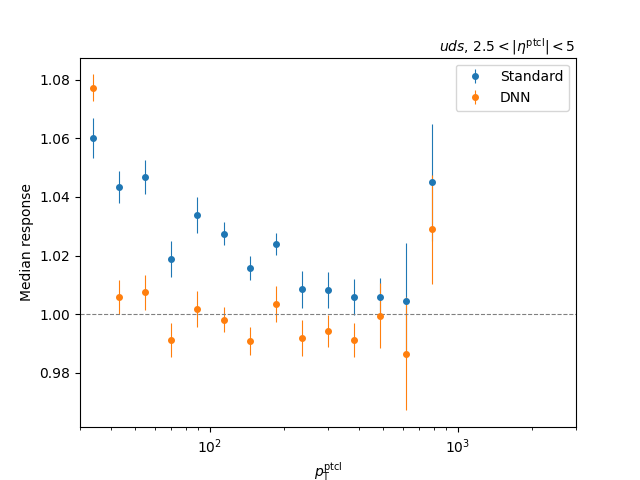 uds, 2.5 < |η^ptcl| < 5
Standard
DNN
Median response
1.08
1.06
1.04
1.02
1.00
0.98
10^2
10^3
p_T^ptcl